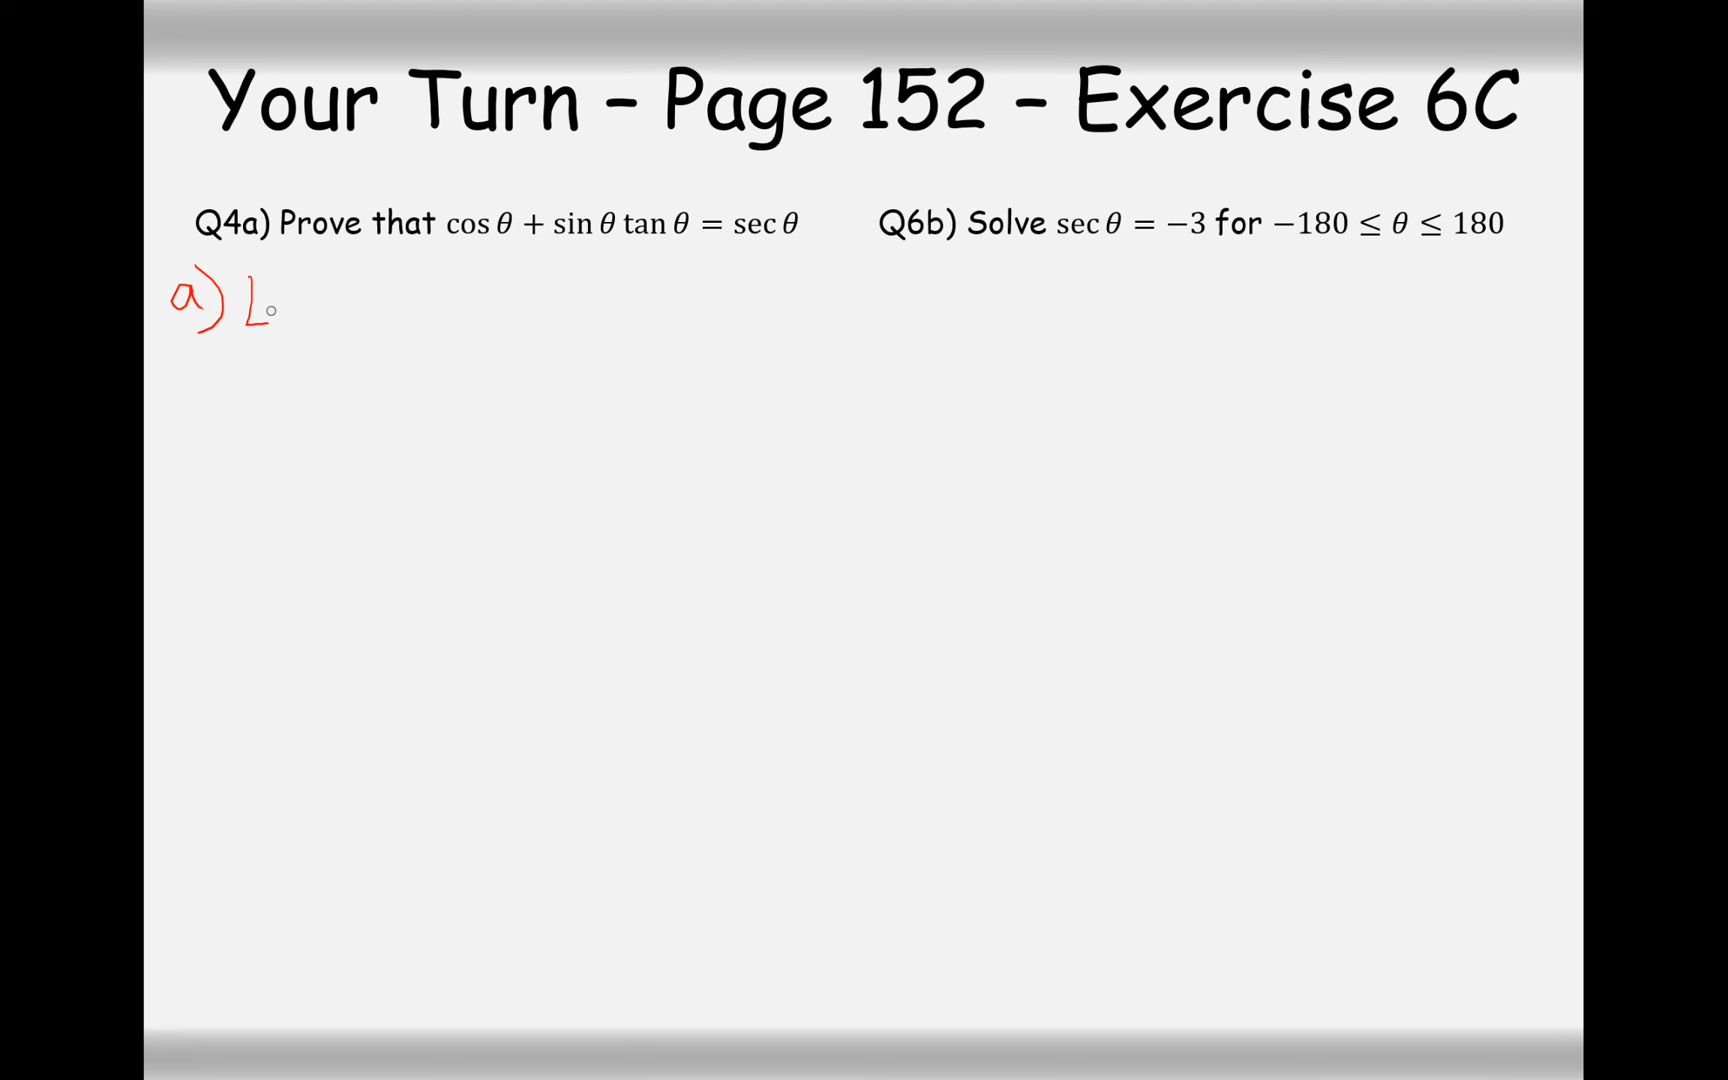 Your Turn – Page 152 – Exercise 6C
Q4a) Prove that cos θ + sin θ tan θ = sec θ
a) L
Q6b) Solve sec θ = −3 for −180 ≤ θ ≤ 180